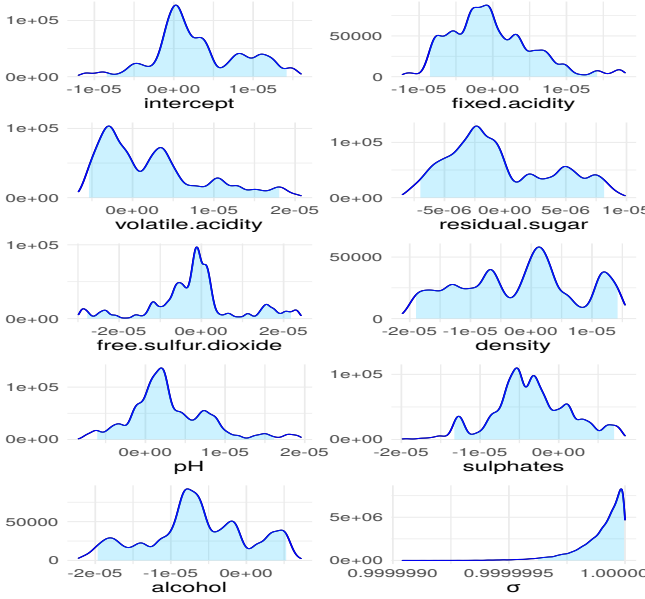 1e+05
0e+00
-1e-05 0e+00 1e+05
intercept
50000
0
-1e-05 0e+00 1e-05
fixed.acidity
1e+05
0e+00
0e+00 1e-05 2e-05
volatile.acidity
1e+05
0e+00
-5e-06 0e+00 5e-06 1e-05
residual.sugar
1e+05
0e+00
-2e-05 0e+00 2e-05
free.sulfur.dioxide
50000
0
-2e-05 -1e-05 0e+00 1e-05
density
1e+05
0e+00
0e+00 1e-05 2e-05
pH
1e+05
0e+00
-2e-05 -1e-05 0e+00
sulphates
50000
0
-2e-05 -1e-05 0e+00
alcohol
5e+06
0e+00
0.9999990 0.9999995 1.00000
σ